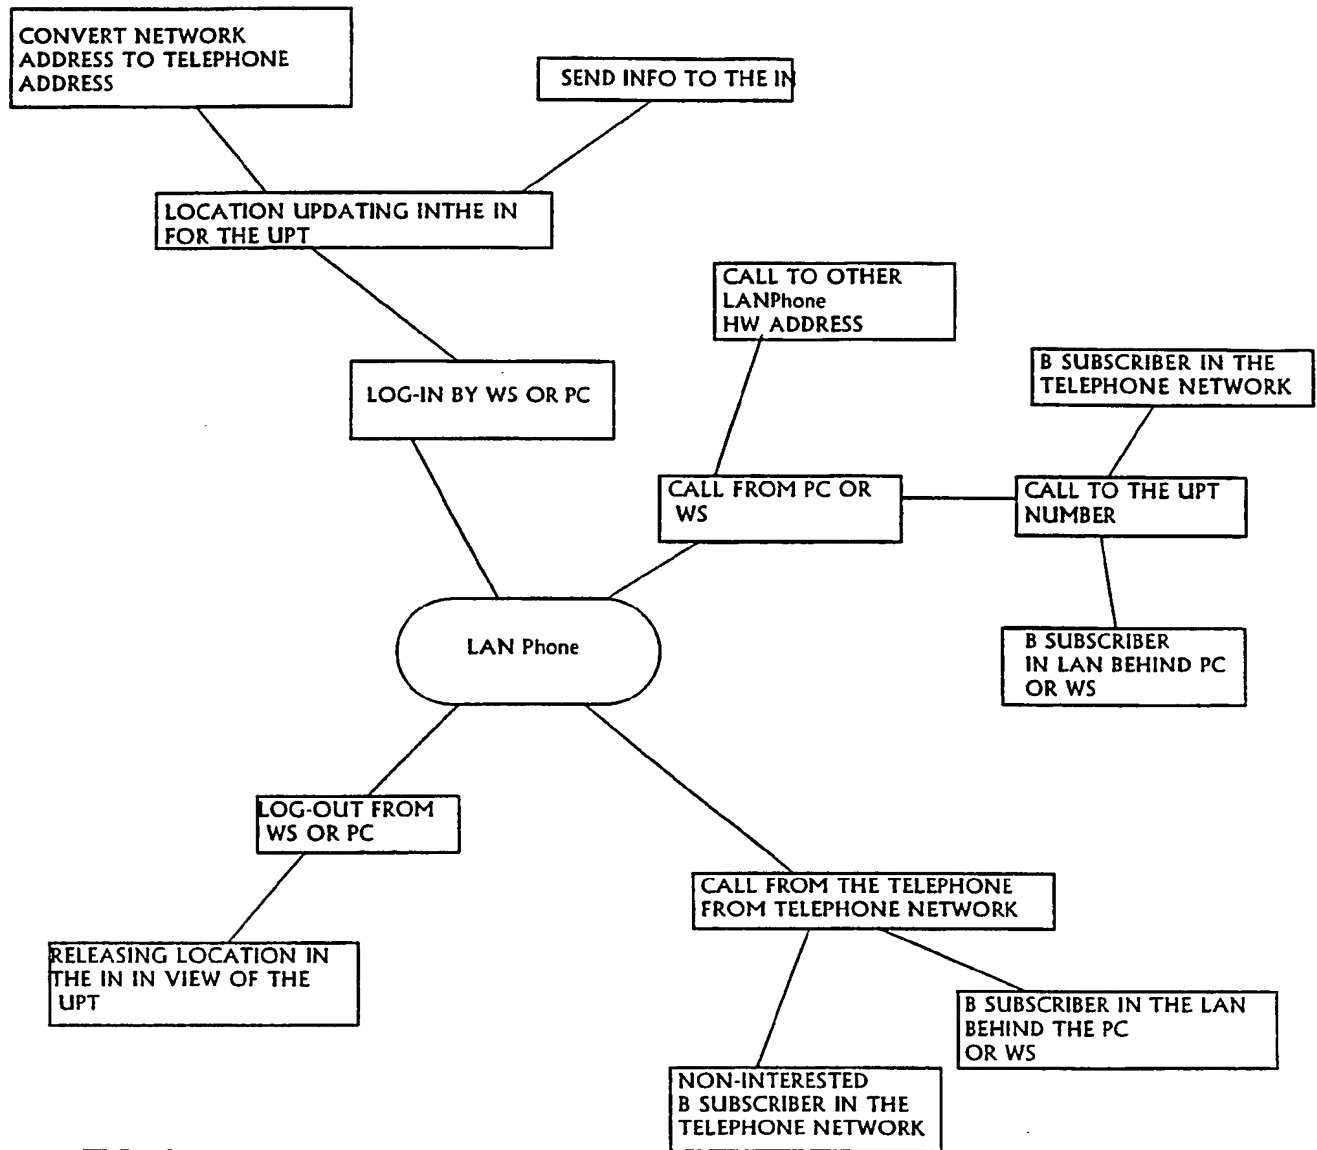 CONVERT NETWORK
ADDRESS TO TELEPHONE
ADDRESS
SEND INFO TO THE IN
LOCATION UPDATING INTHE IN
FOR THE UPT
CALL TO OTHER
LANPhone
HW ADDRESS
B SUBSCRIBER IN THE
TELEPHONE NETWORK
LOG-IN BY WS OR PC
CALL FROM PC OR
WS
CALL TO THE UPT
NUMBER
LAN Phone
B SUBSCRIBER
IN LAN BEHIND PC
OR WS
LOG-OUT FROM
WS OR PC
CALL FROM THE TELEPHONE
FROM TELEPHONE NETWORK
RELEASING LOCATION IN
THE IN IN VIEW OF THE
UPT
B SUBSCRIBER IN THE LAN
BEHIND THE PC
OR WS
NON-INTERESTED
B SUBSCRIBER IN THE
TELEPHONE NETWORK